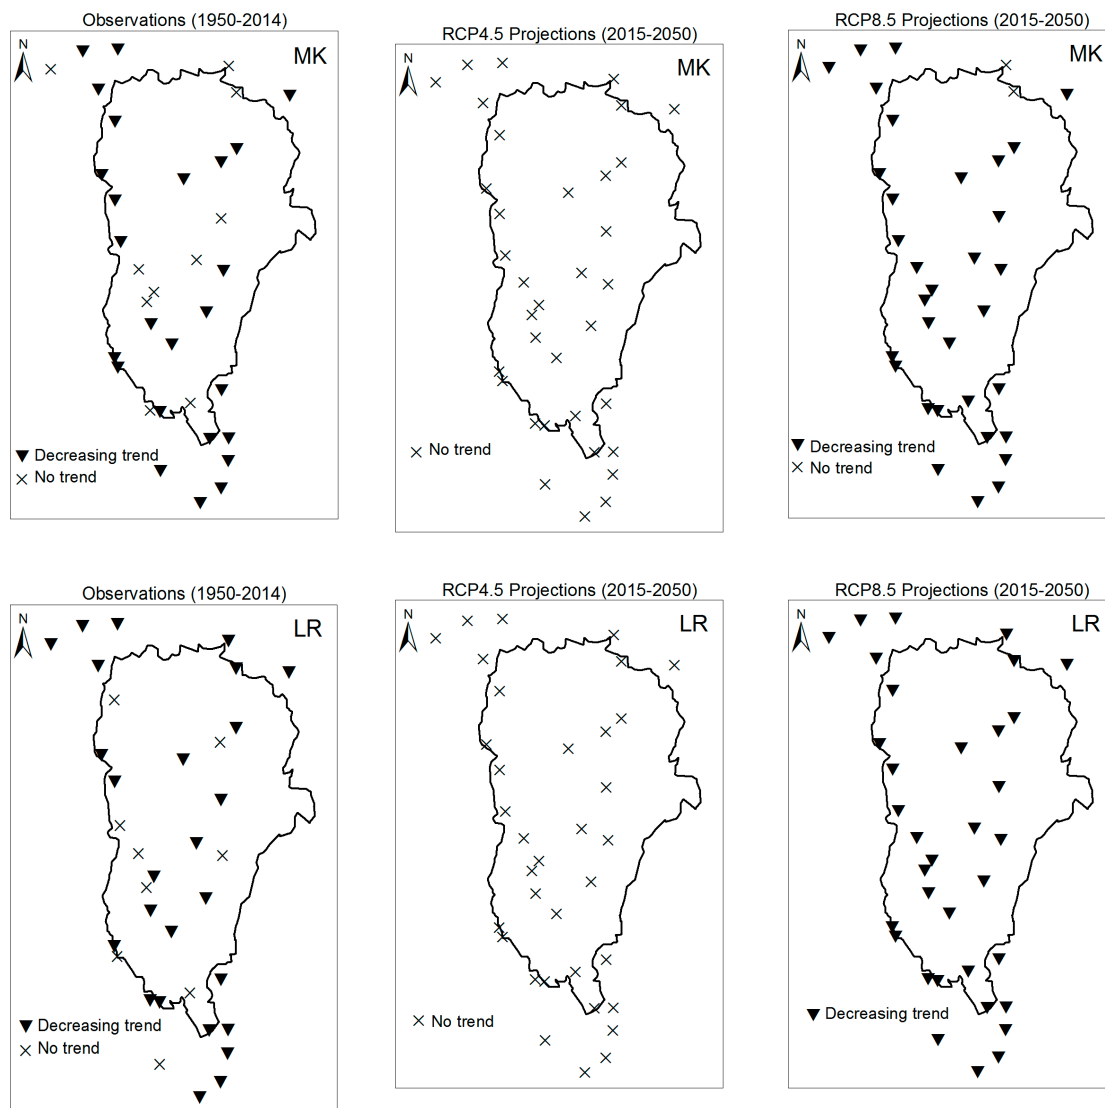 Observations (1950-2014)
N
MK
Decreasing trend
No trend
RCP4.5 Projections (2015-2050)
N
MK
No trend
RCP8.5 Projections (2015-2050)
N
MK
Decreasing trend
No trend
Observations (1950-2014)
N
LR
Decreasing trend
No trend
RCP4.5 Projections (2015-2050)
N
LR
No trend
RCP8.5 Projections (2015-2050)
N
LR
Decreasing trend